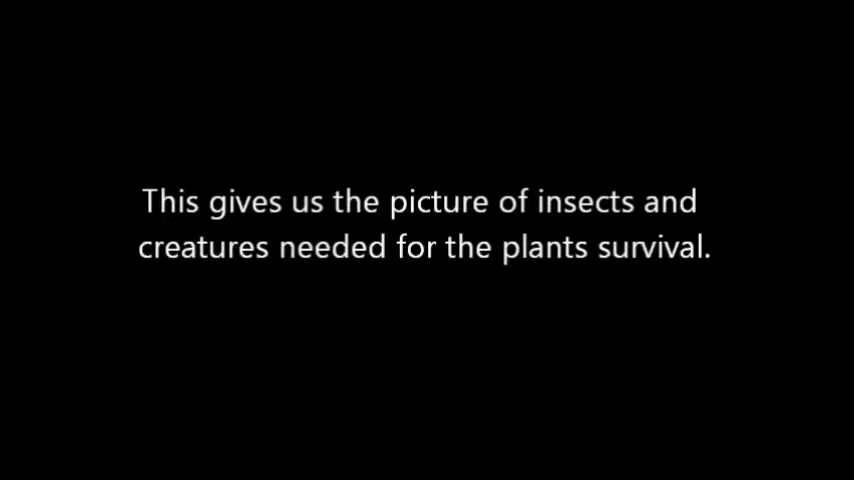 This gives us the picture of insects and
creatures needed for the plants survival.